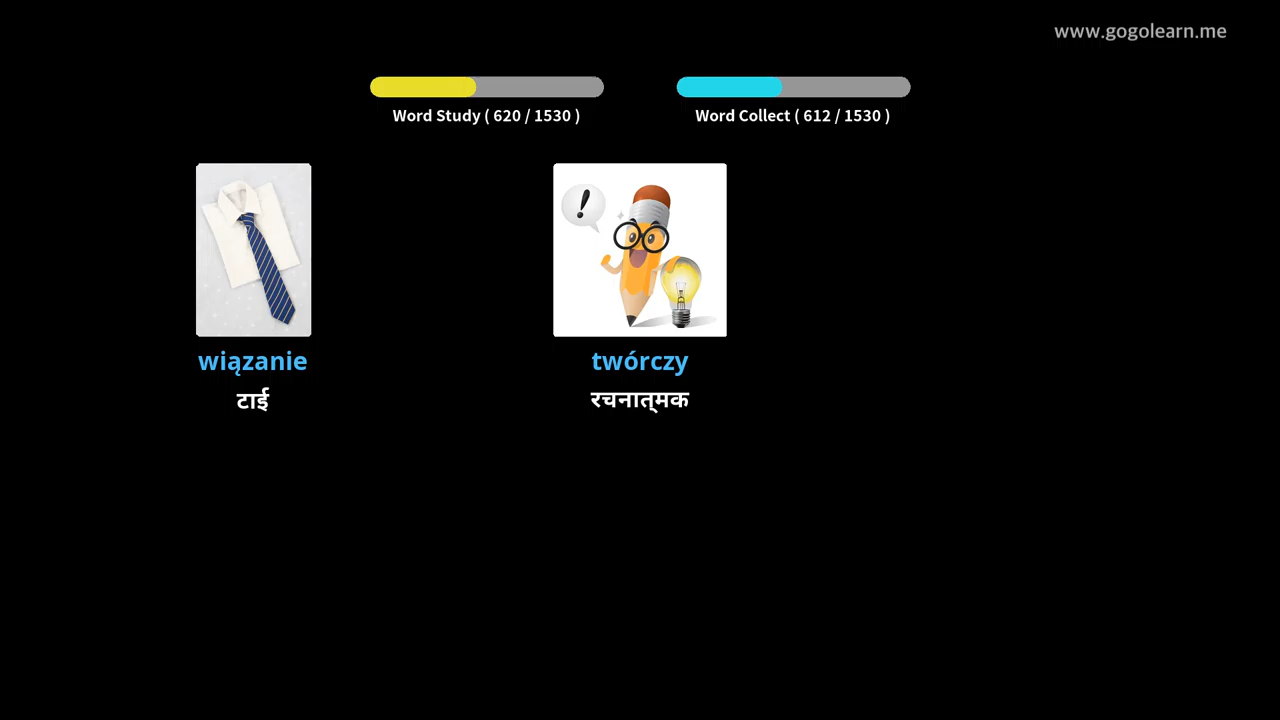 www.gogolearn.me
Word Study ( 620 / 1530 )
Word Collect ( 612 / 1530 )
wiązanie
twórczy
टाई
रचनात्मक